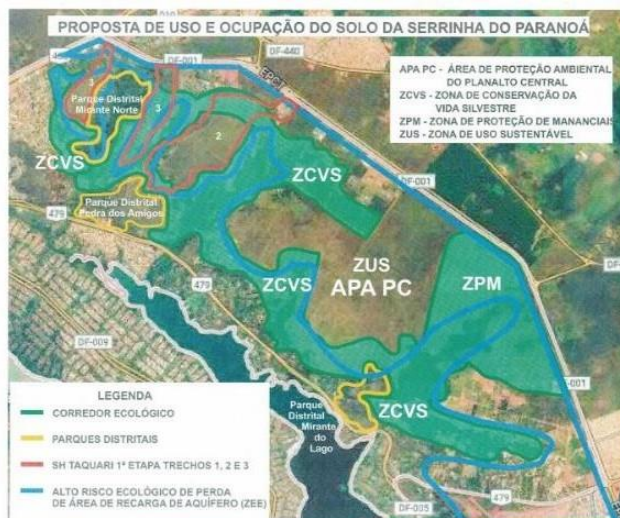 PROPOSTA DE USO E OCUPAÇÃO DO SOLO DA SERRINHA DO PARANOÁ
DF-001
DF-440
EPCT
APA PC - ÁREA DE PROTEÇÃO AMBIENTAL
DO PLANALTO CENTRAL
ZCVS - ZONA DE CONSERVAÇÃO DA
VIDA SILVESTRE
ZPM - ZONA DE PROTEÇÃO DE MANANCIAIS
ZUS - ZONA DE USO SUSTENTÁVEL
3
Parque Distrital
Mirante Norte
3
2
ZCVS
ZCVS
DF-001
Parque Distrital
Pedra dos Amigos
479
ZUS
APA PC
ZCVS
ZPM
479
DF-009
DF-001
LEGENDA
CORREDOR ECOLÓGICO
PARQUES DISTRITAIS
SH TAQUARI 1ª ETAPA TRECHOS 1, 2 E 3
ALTO RISCO ECOLÓGICO DE PERDA
DE ÁREA DE RECARGA DE AQUÍFERO (ZEE)
Parque
Distrital
Mirante
do
Lago
ZCVS
479
DF-005